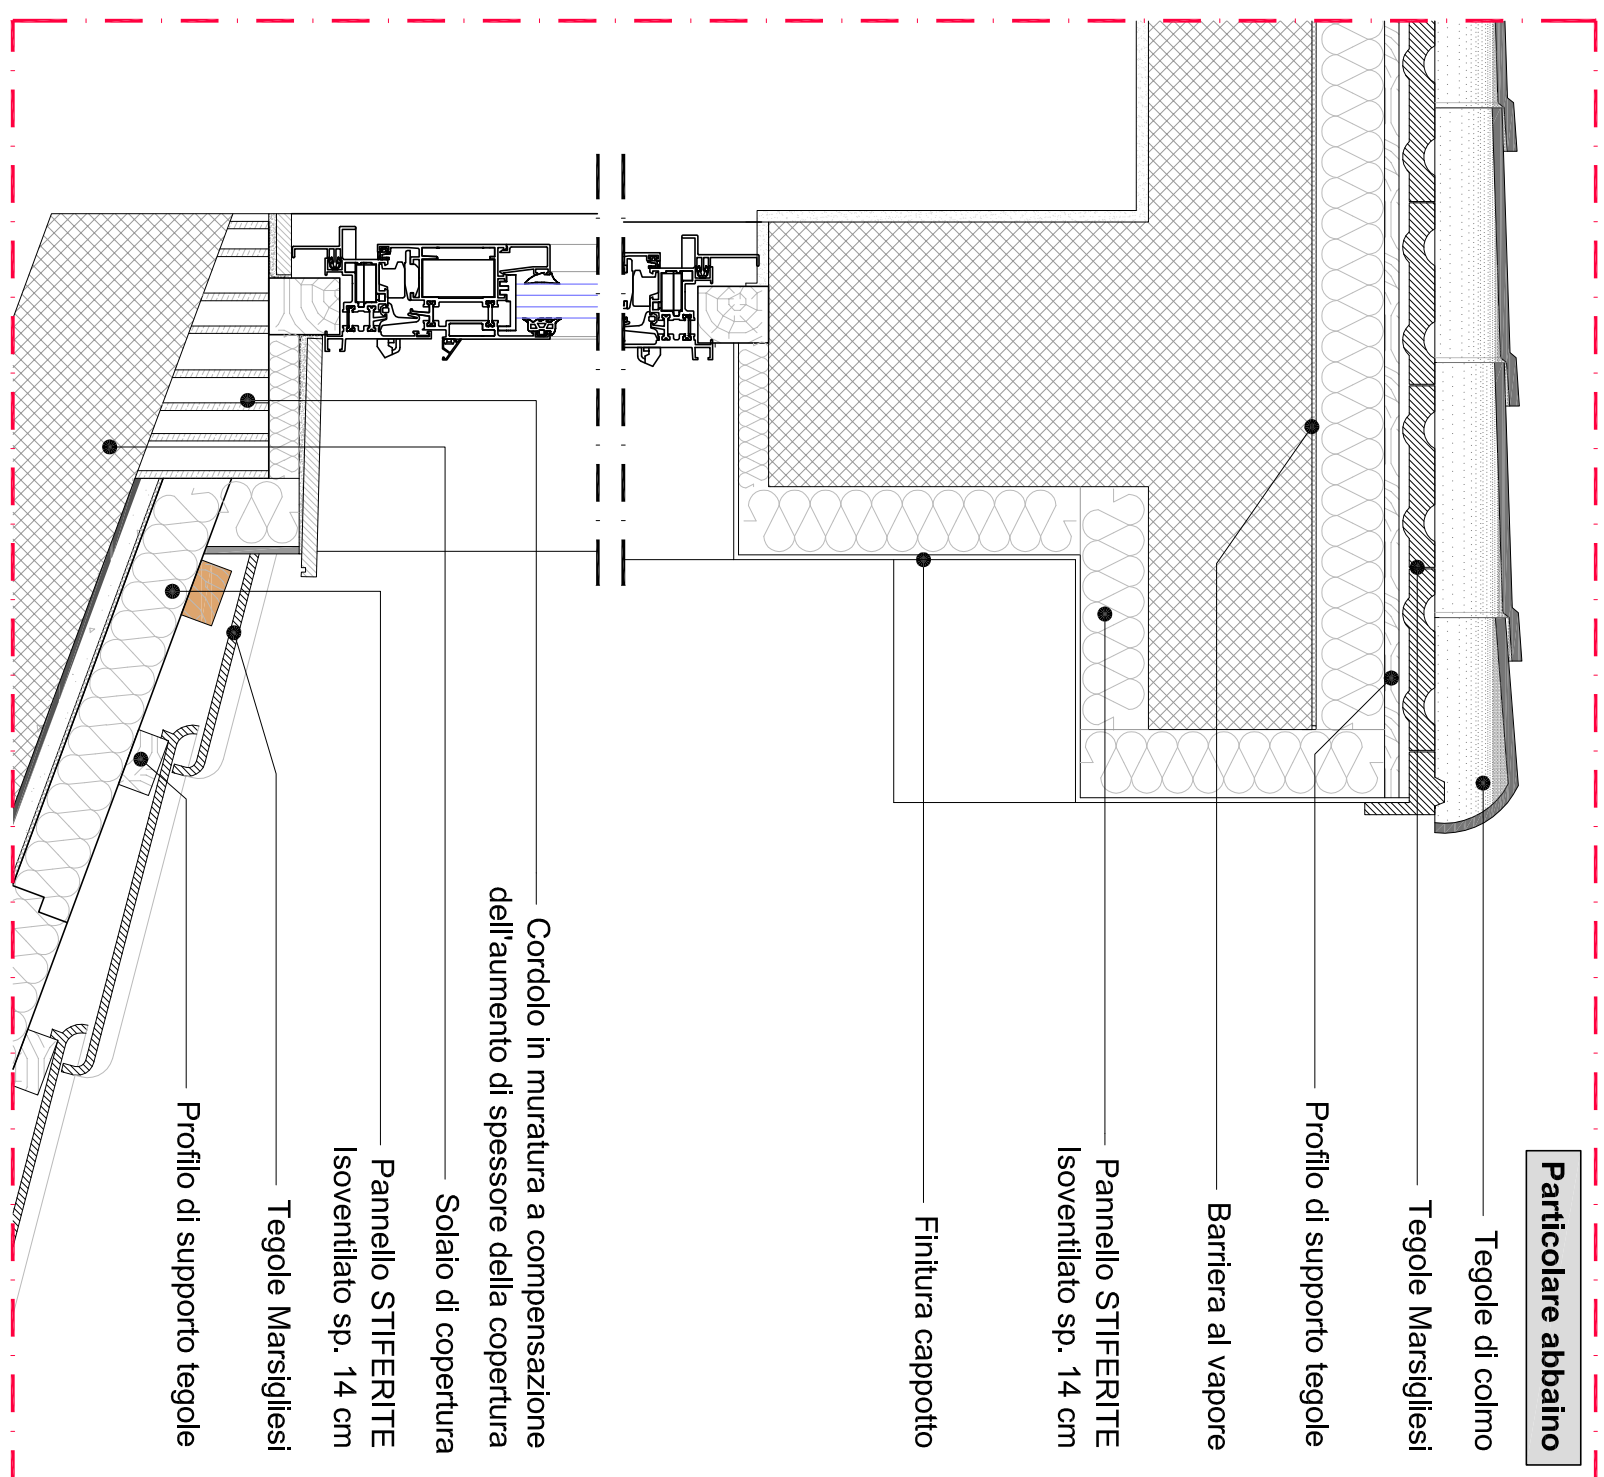 Particolare abbaino
Tegole di colmo
Tegole Marsigliesi
Profilo di supporto tegole
Barriera al vapore
Pannello STIFERITE
Isoventilato sp. 14 cm
Finitura cappotto
Cordolo in muratura a compensazione
dell'aumento di spessore della copertura
Solaio di copertura
Pannello STIFERITE
Isoventilato sp. 14 cm
Tegole Marsigliesi
Profilo di supporto tegole